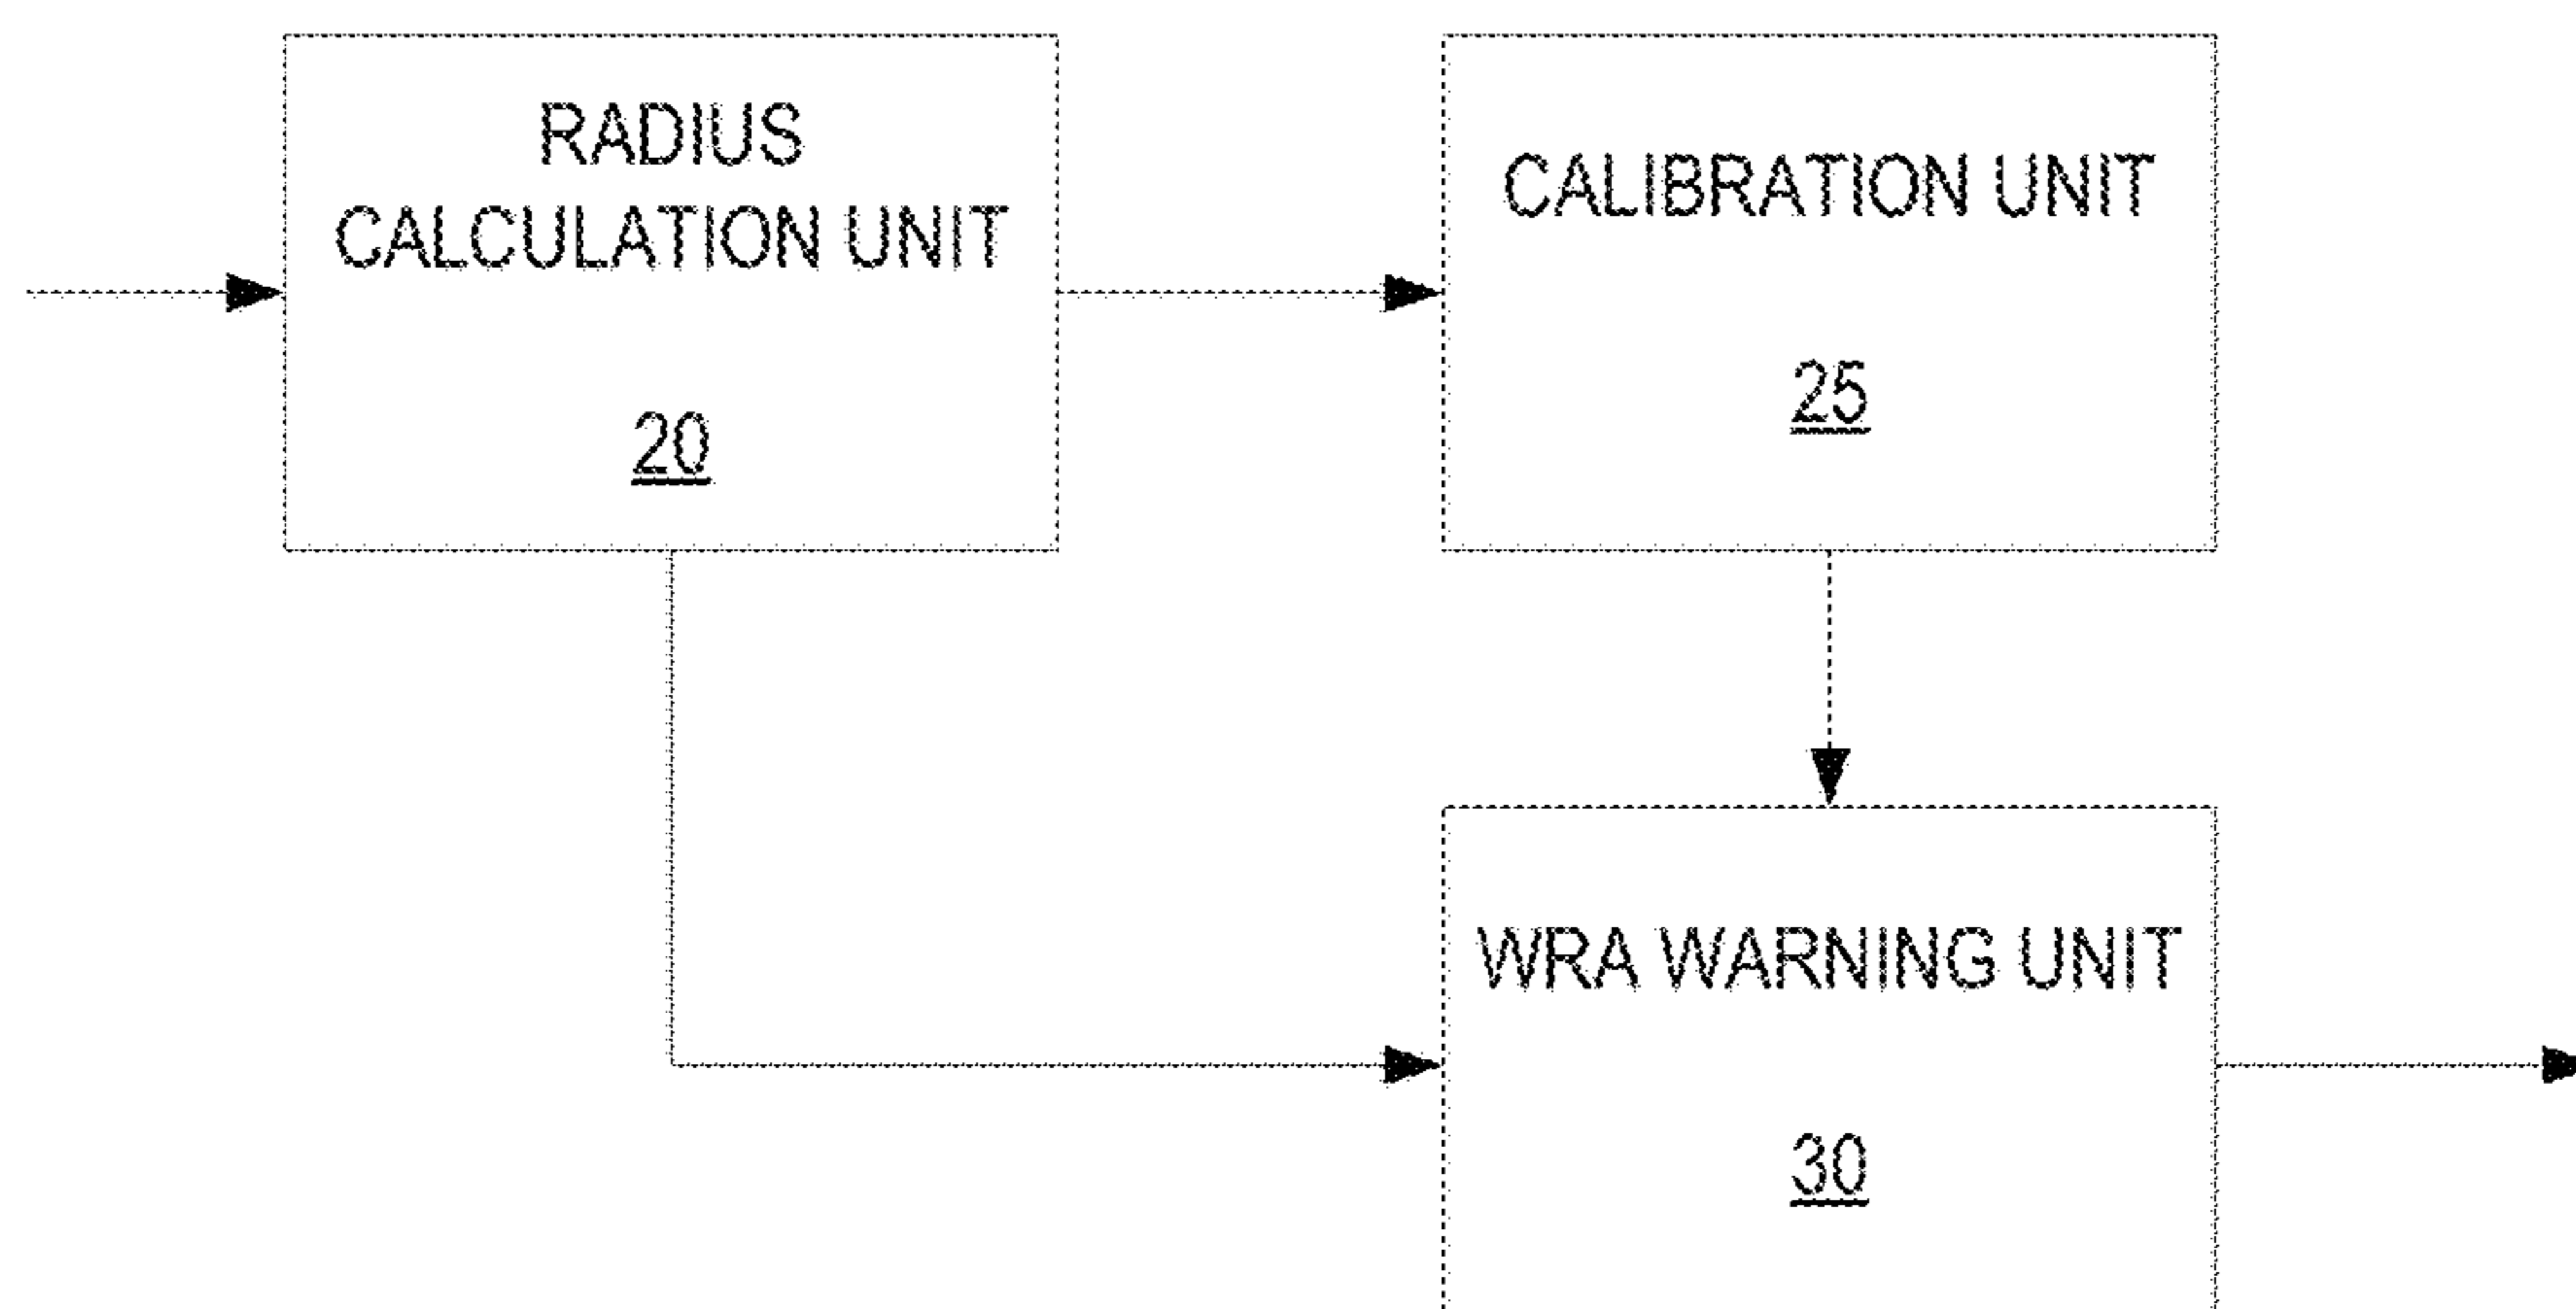 RADIUS
CALCULATION UNIT
20
CALIBRATION UNIT
25
WRA WARNING UNIT
30